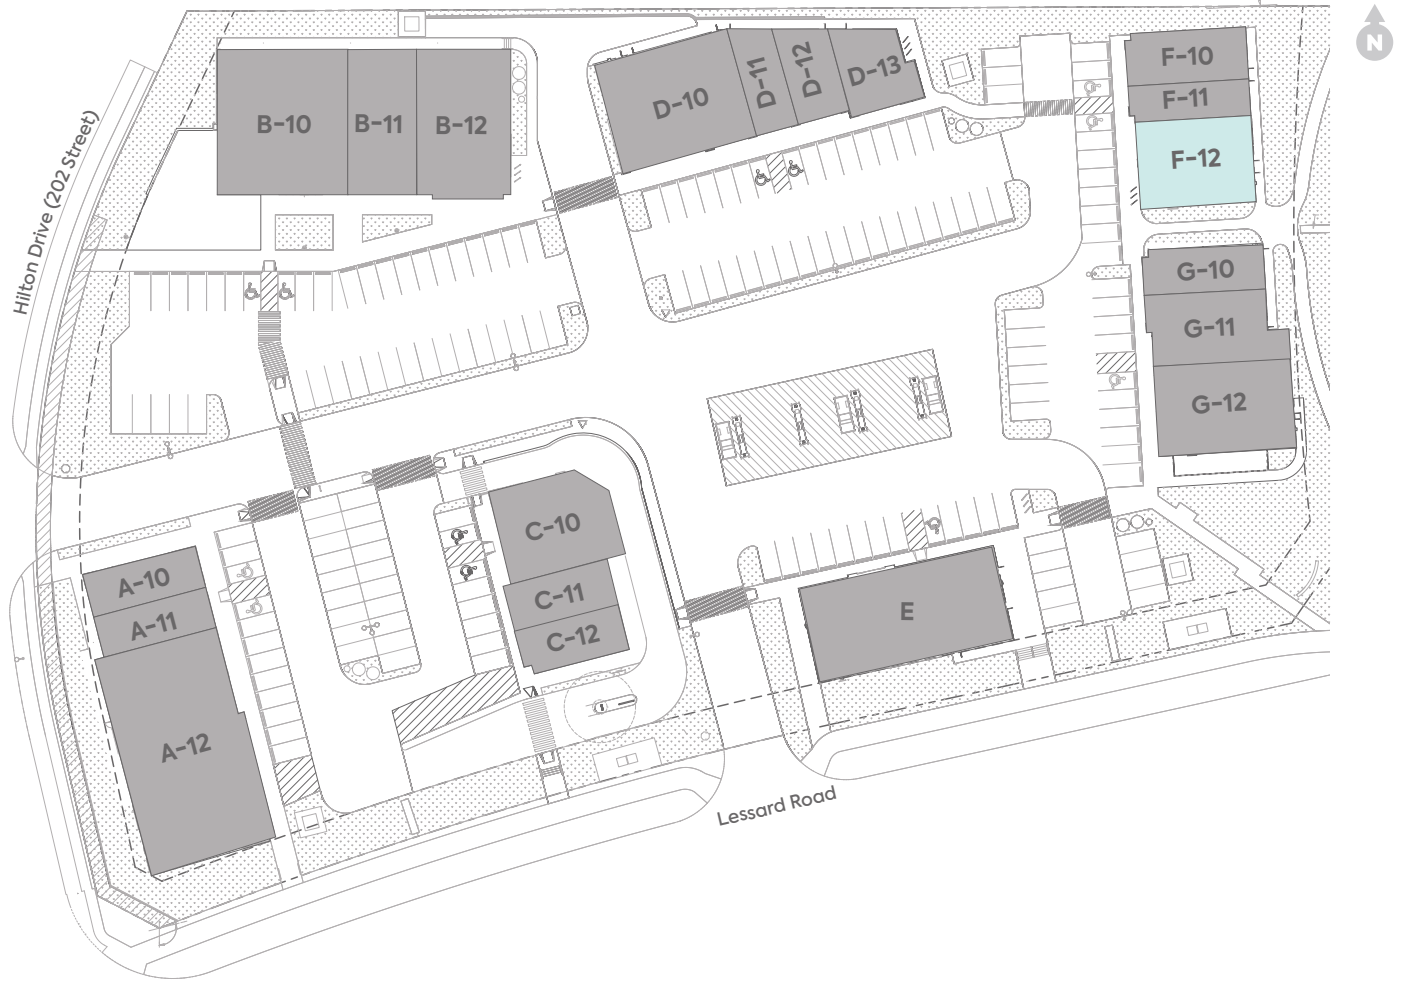 N
F-10
F-11
F-12
D-10
D-11
D-12
D-13
B-10
B-11
B-12
Hilton Drive (202 Street)
G-10
G-11
G-12
C-10
C-11
C-12
A-10
A-11
A-12
E
Lessard Road